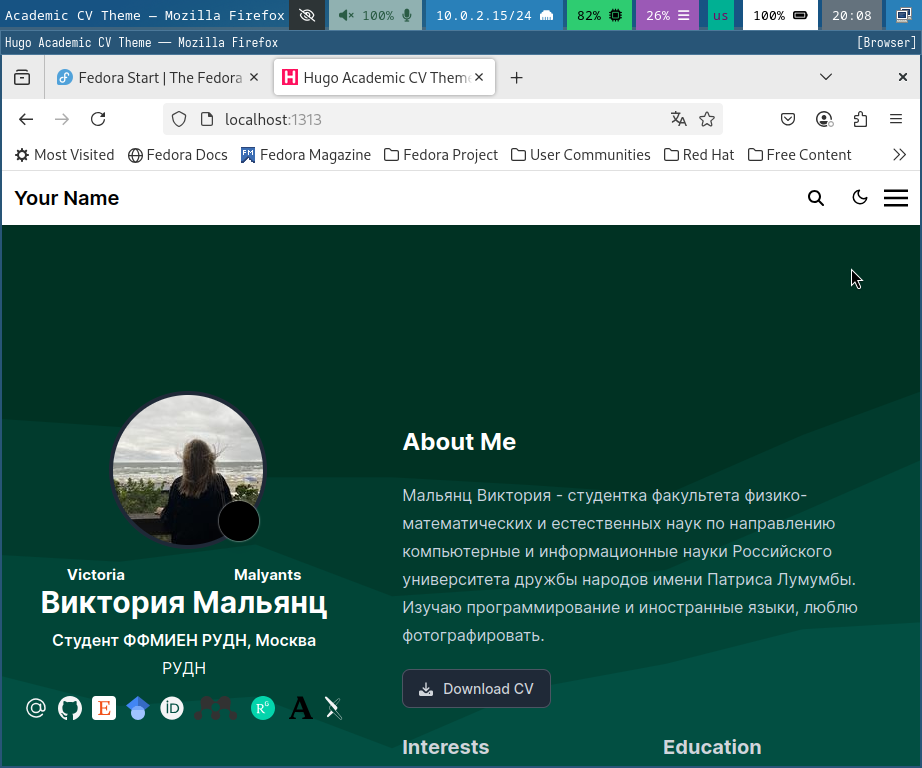 Academic CV Theme — Mozilla Firefox 100% 10.0.2.15/24 82% 26% us 100% 20:08
Hugo Academic CV Theme — Mozilla Firefox [Browser]
Fedora Start | The Fedora Hugo Academic CV Them
localhost:1313
Most Visited Fedora Docs Fedora Magazine Fedora Project User Communities Red Hat Free Content
Your Name
About Me
Мальянц Виктория - студентка факультета физико-
математических и естественных наук по направлению
компьютерные и информационные науки Российского
университета дружбы народов имени Патриса Лумумбы.
Изучаю программирование и иностранные языки, люблю
фотографировать.
Download CV
Victoria Malyants
Виктория Мальянц
Студент ФФМИЕН РУДН, Москва
РУДН
Interests Education